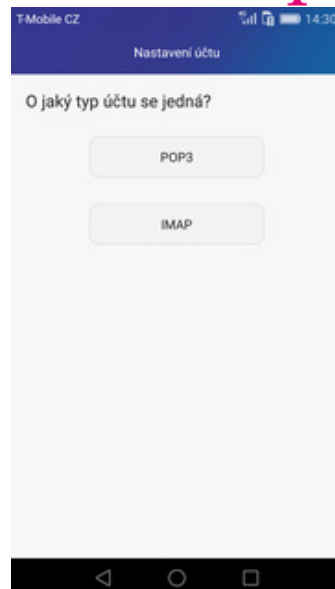 T-Mobile CZ 14:30
Nastavení účtu
O jaký typ účtu se jedná?
POP3
IMAP